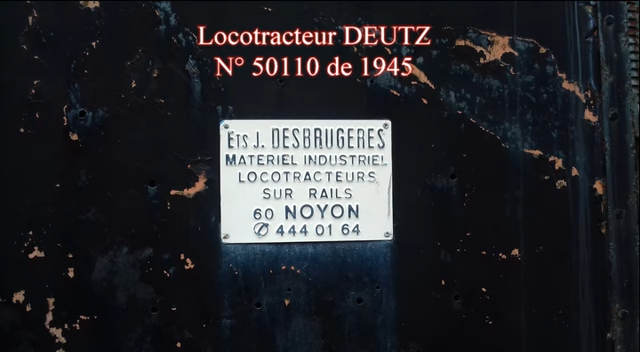 Locotracteur DEUTZ
N° 50110 de 1945
ETS J. DESBRUGERES
MATERIEL INDUSTRIEL
LOCOTRACTEURS
SUR RAILS
60 NOYON
✆ 444 01 64